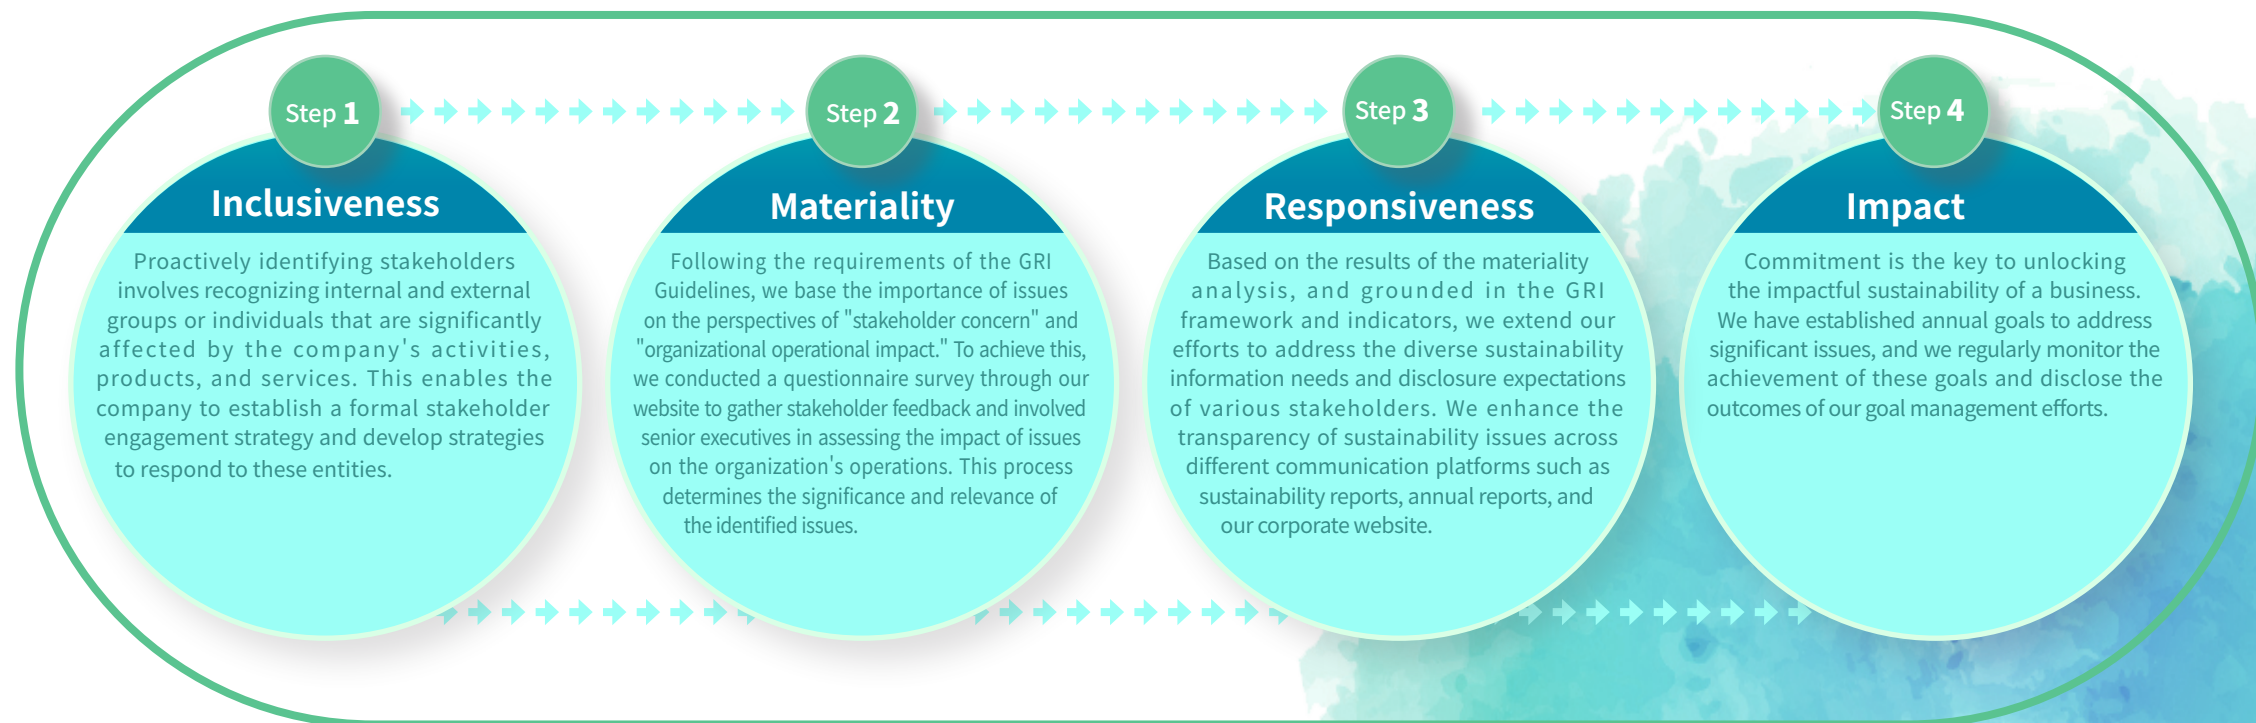 Step 1
Inclusiveness
Proactively identifying stakeholders
involves recognizing internal and external
groups or individuals that are significantly
affected by the company's activities,
products, and services. This enables the
company to establish a formal stakeholder
engagement strategy and develop strategies
to respond to these entities.
Step 2
Materiality
Following the requirements of the GRI
Guidelines, we base the importance of issues
on the perspectives of "stakeholder concern" and
"organizational operational impact." To achieve this,
we conducted a questionnaire survey through our
website to gather stakeholder feedback and involved
senior executives in assessing the impact of issues
on the organization's operations. This process
determines the significance and relevance of
the identified issues.
Step 3
Responsiveness
Based on the results of the materiality
analysis, and grounded in the GRI
framework and indicators, we extend our
efforts to address the diverse sustainability
information needs and disclosure expectations
of various stakeholders. We enhance the
transparency of sustainability issues across
different communication platforms such as
sustainability reports, annual reports, and
our corporate website.
Step 4
Impact
Commitment is the key to unlocking
the impactful sustainability of a business.
We have established annual goals to address
significant issues, and we regularly monitor the
achievement of these goals and disclose the
outcomes of our goal management efforts.